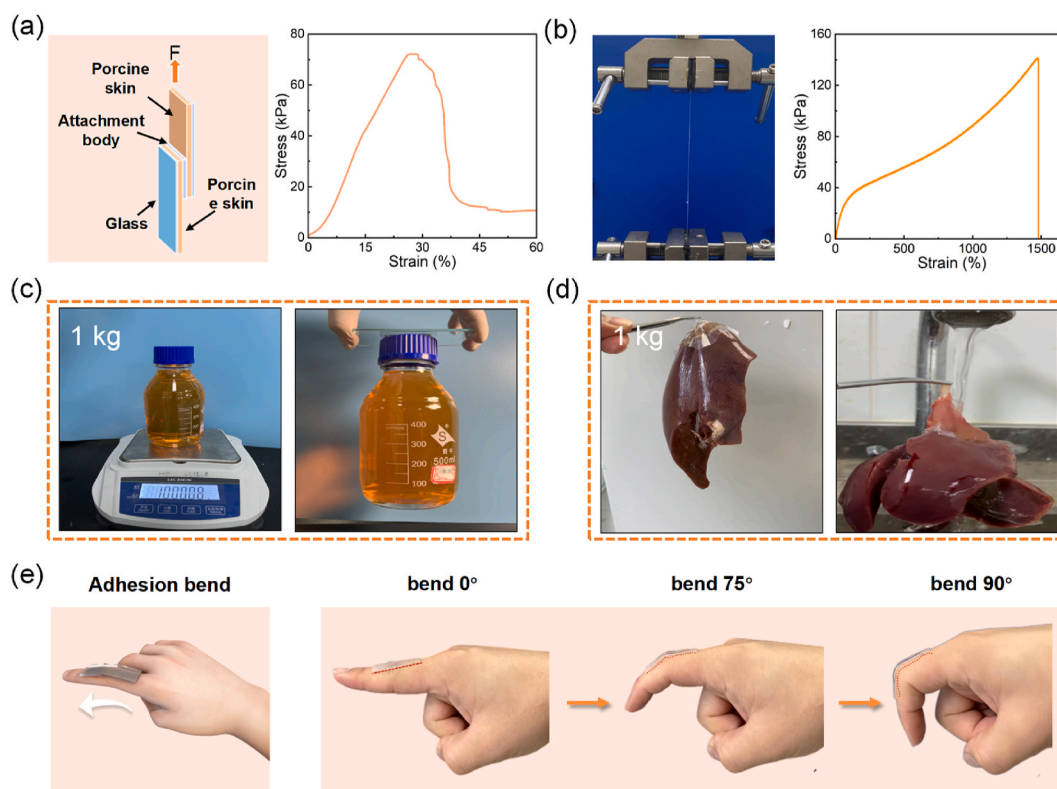 (a)
F
Porcine
skin
Attachment
body
Glass
Porcin
e skin
Stress (kPa)
80
60
40
20
0
0 15 30 45 60
Strain (%)
(b)
Stress (kPa)
160
120
80
40
0
0 500 1000 1500
Strain (%)
(c)
1 kg
400
300
200
100
S
500ml
(d)
1 kg
(e)
Adhesion bend
bend 0°
bend 75°
bend 90°